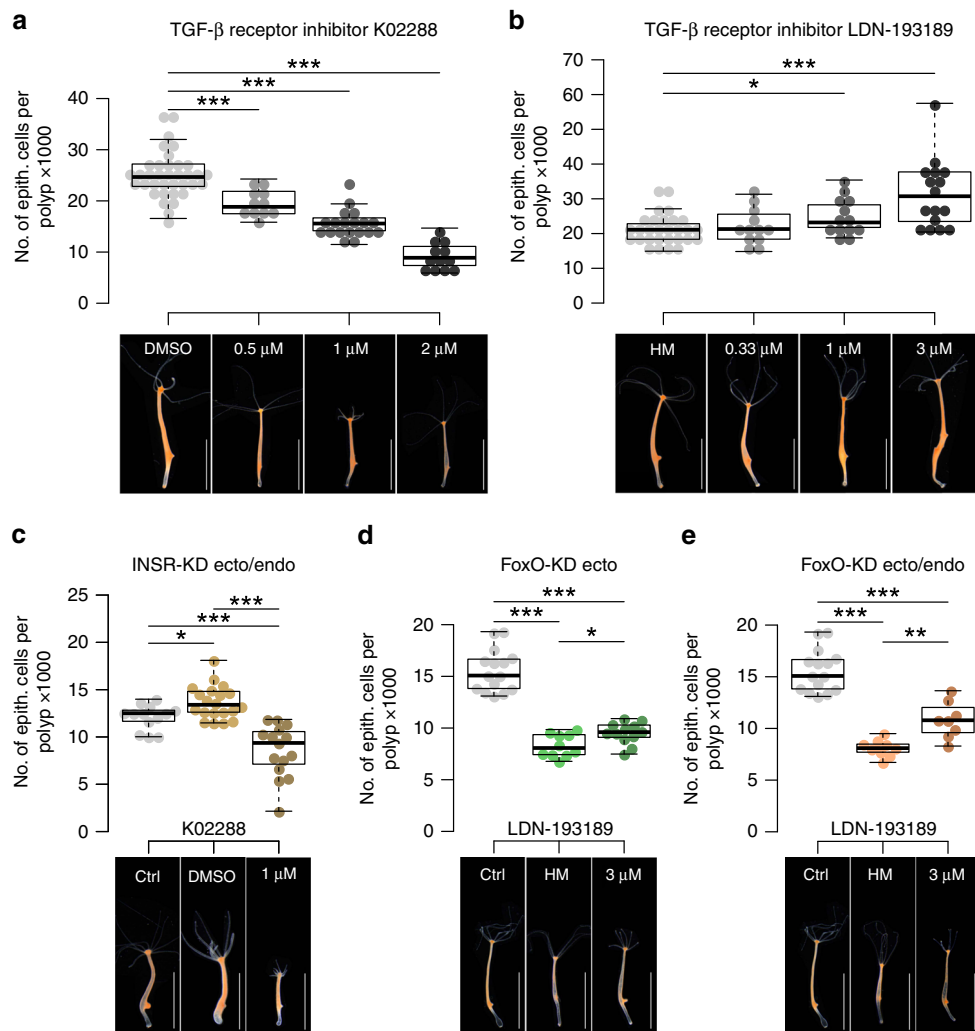 a
TGF-β receptor inhibitor K02288
No. of epith. cells per
polyp ×1000
40
30
20
10
0
***
***
***
DMSO
0.5 μM
1 μM
2 μM
b
TGF-β receptor inhibitor LDN-193189
No. of epith. cells per
polyp ×1000
70
60
20
30
20
10
0
***
*
HM
0.33 μM
1 μM
3 μM
c
INSR-KD ecto/endo
No. of epith. cells per
polyp ×1000
25
20
15
10
5
0
***
***
*
K02288
Ctrl
DMSO
1 μM
d
FoxO-KD ecto
No. of epith. cells per
polyp ×1000
20
15
10
5
0
***
***
*
LDN-193189
Ctrl
HM
3 μM
e
FoxO-KD ecto/endo
No. of epith. cells per
polyp ×1000
20
15
10
5
0
***
***
**
LDN-193189
Ctrl
HM
3 μM